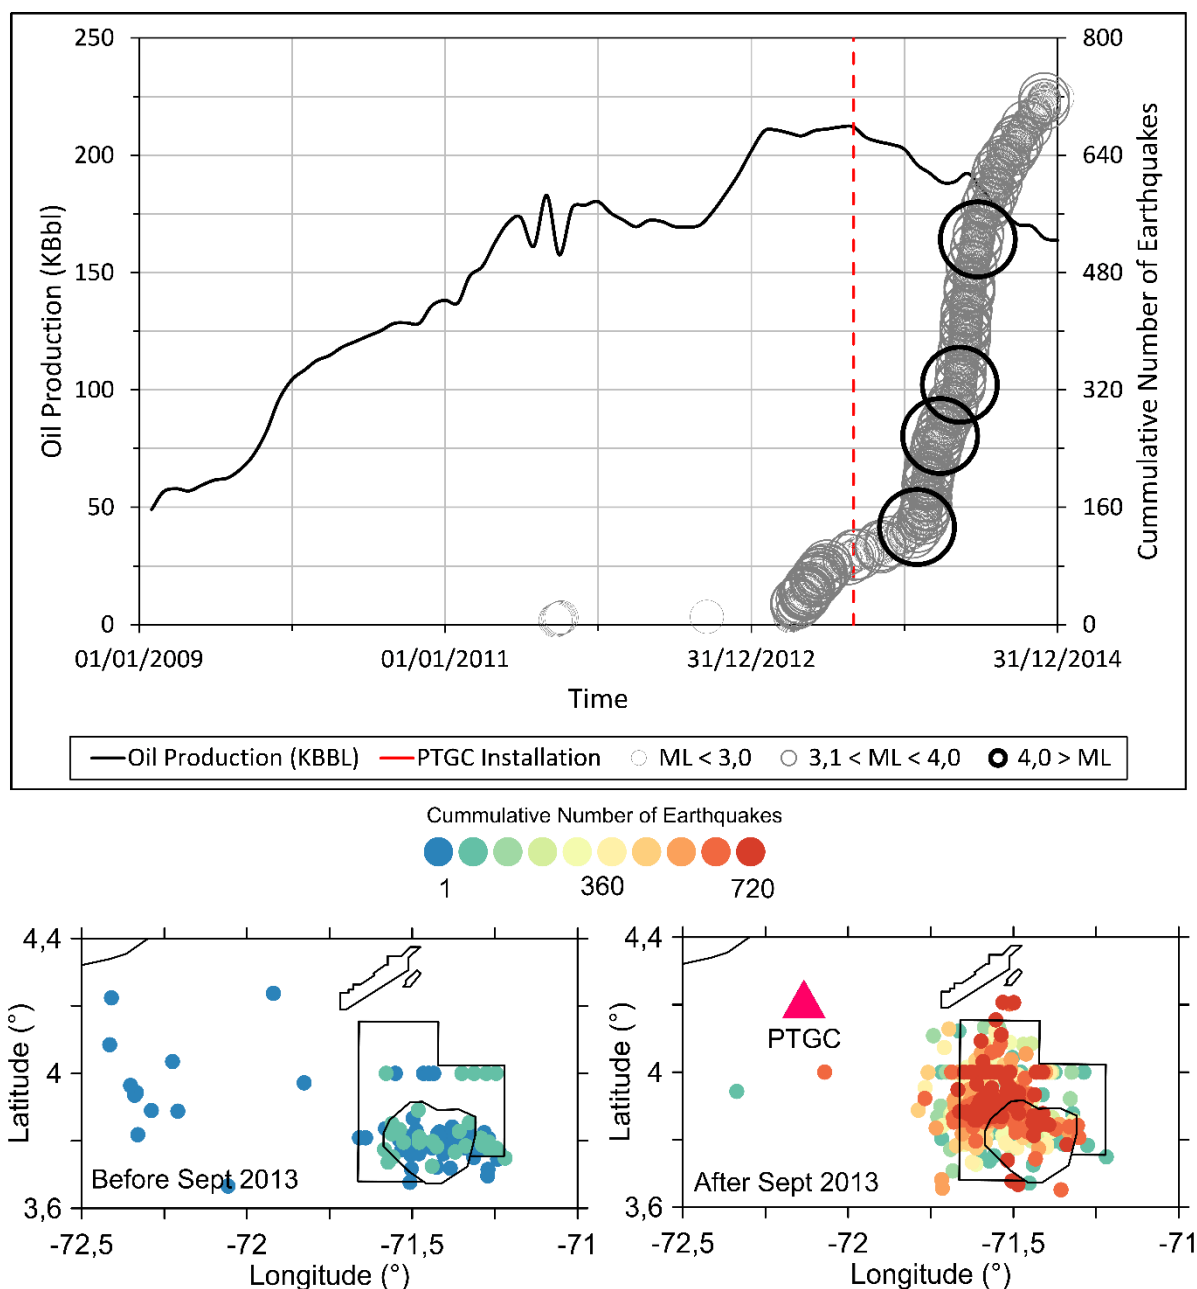 250
200
150
100
50
0
Oil Production (KBbl)
800
640
480
320
160
0
Cummulative Number of Earthquakes
01/01/2009 01/01/2011 31/12/2012 31/12/2014
Time
Oil Production (KBBL) PTGC Installation ML < 3,0 3,1 < ML < 4,0 4,0 > ML
Cummulative Number of Earthquakes
1 360 720
4,4
4
3,6
Latitude (°)
Before Sept 2013
-72,5 -72 -71,5 -71
Longitude (°)
4,4
4
3,6
Latitude (°)
PTGC
After Sept 2013
-72,5 -72 -71,5 -71
Longitude (°)